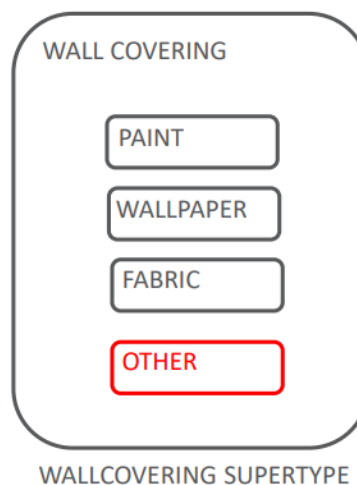 WALL COVERING
PAINT
WALLPAPER
FABRIC
OTHER
WALLCOVERING SUPERTYPE